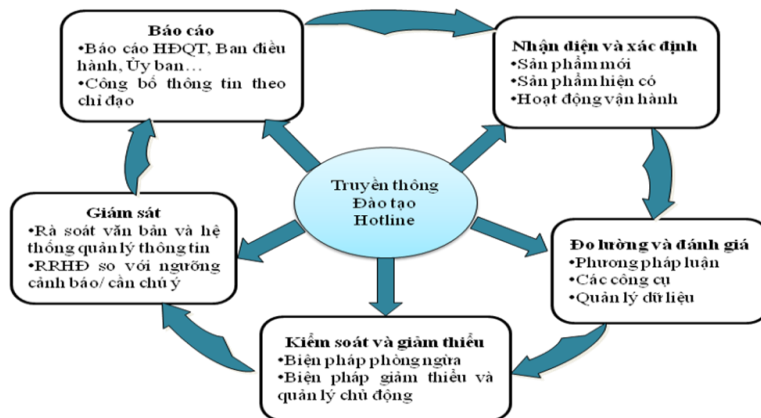 Báo cáo
•Báo cáo HĐQT, Ban điều
hành, Ủy ban…
•Công bố thông tin theo
chỉ đạo
Nhận diện và xác định
•Sản phẩm mới
•Sản phẩm hiện có
•Hoạt động vận hành
Truyền thông
Đào tạo
Hotline
Giám sát
•Rà soát văn bản và hệ
thống quản lý thông tin
•RRHĐ so với ngưỡng
cảnh báo/ cần chú ý
Đo lường và đánh giá
•Phương pháp luận
•Các công cụ
•Quản lý dữ liệu
Kiểm soát và giảm thiểu
•Biện pháp phòng ngừa
•Biện pháp giảm thiểu và
quản lý chủ động